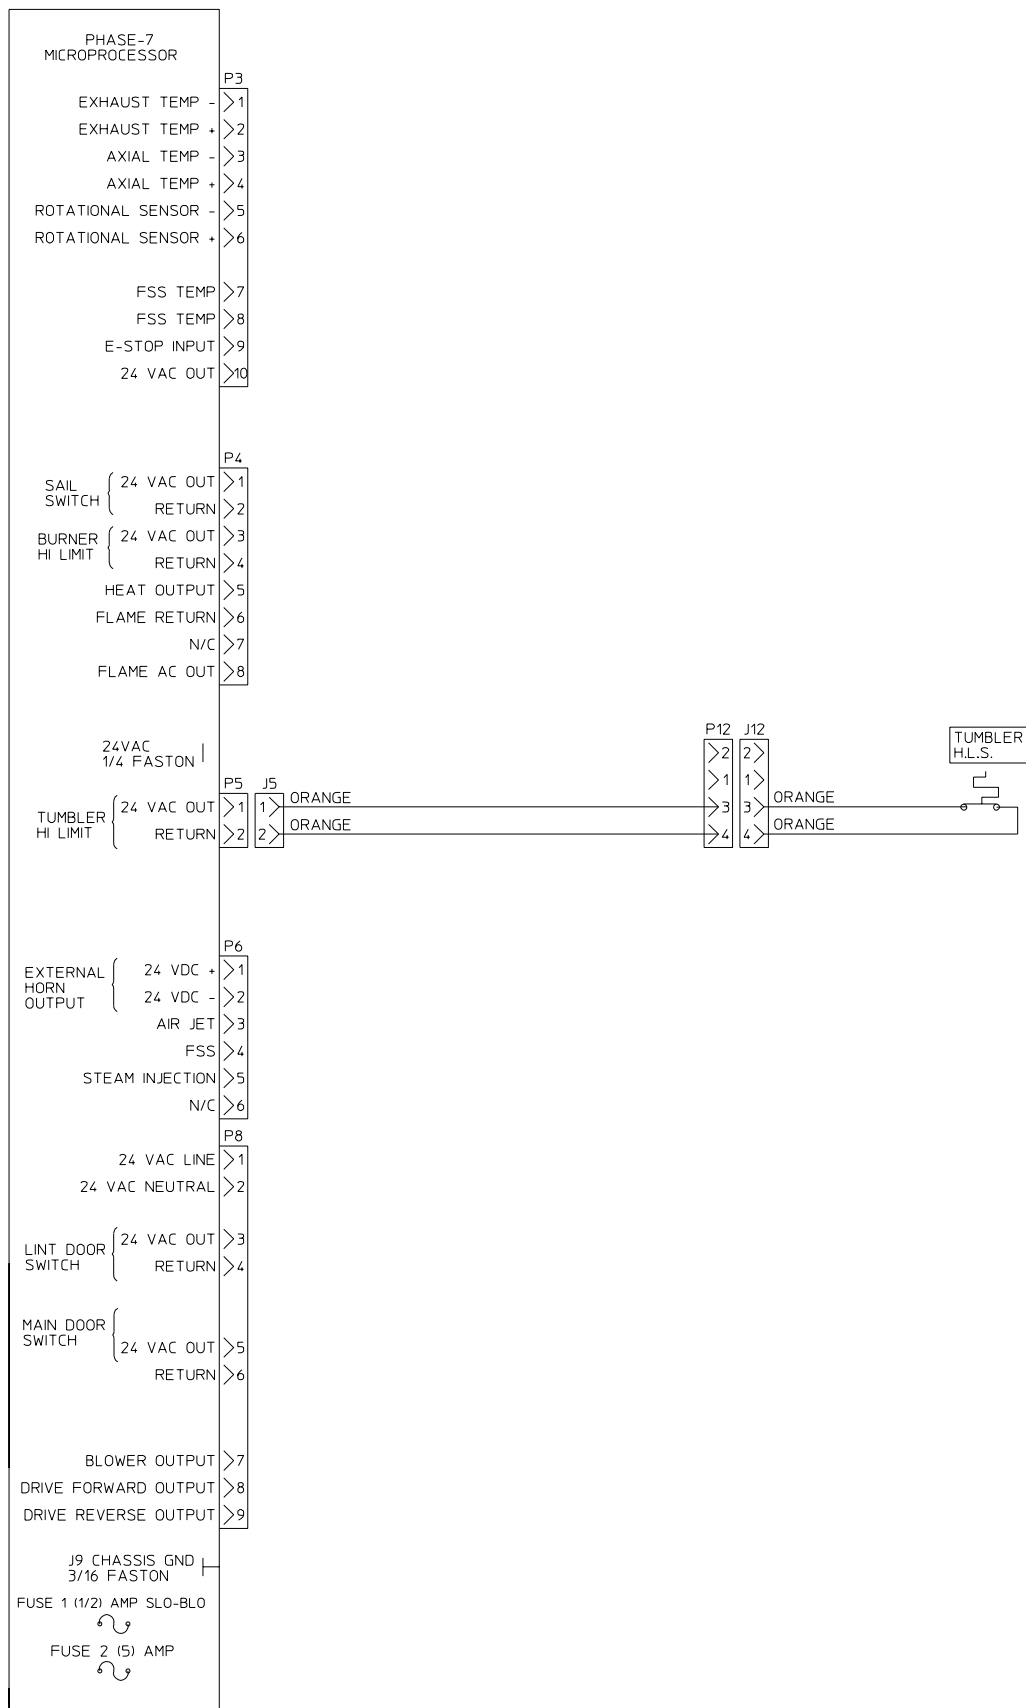 PHASE-7
MICROPROCESSOR
P3
EXHAUST TEMP - 1
EXHAUST TEMP + 2
AXIAL TEMP - 3
AXIAL TEMP + 4
ROTATIONAL SENSOR - 5
ROTATIONAL SENSOR + 6
FSS TEMP 7
FSS TEMP 8
E-STOP INPUT 9
24 VAC OUT 10
P4
SAIL
SWITCH
24 VAC OUT 1
RETURN 2
BURNER
HI LIMIT
24 VAC OUT 3
RETURN 4
HEAT OUTPUT 5
FLAME RETURN 6
N/C 7
FLAME AC OUT 8
24VAC
1/4 FASTON
P5 J5
TUMBLER
HI LIMIT
24 VAC OUT 1 1 ORANGE
RETURN 2 2 ORANGE
P12 J12
2 2
1 1
3 3 ORANGE
4 4 ORANGE
TUMBLER
H.L.S.
P6
EXTERNAL
HORN
OUTPUT
24 VDC + 1
24 VDC - 2
AIR JET 3
FSS 4
STEAM INJECTION 5
N/C 6
P8
24 VAC LINE 1
24 VAC NEUTRAL 2
LINT DOOR
SWITCH
24 VAC OUT 3
RETURN 4
MAIN DOOR
SWITCH
24 VAC OUT 5
RETURN 6
BLOWER OUTPUT 7
DRIVE FORWARD OUTPUT 8
DRIVE REVERSE OUTPUT 9
J9 CHASSIS GND
3/16 FASTON
FUSE 1 (1/2) AMP SLO-BLO
FUSE 2 (5) AMP